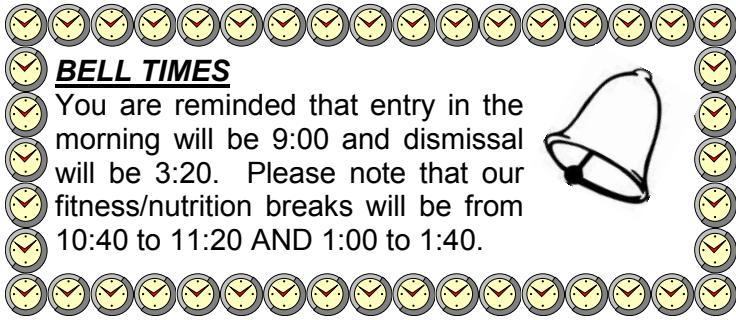 BELL TIMES
You are reminded that entry in the
morning will be 9:00 and dismissal
will be 3:20. Please note that our
fitness/nutrition breaks will be from
10:40 to 11:20 AND 1:00 to 1:40.